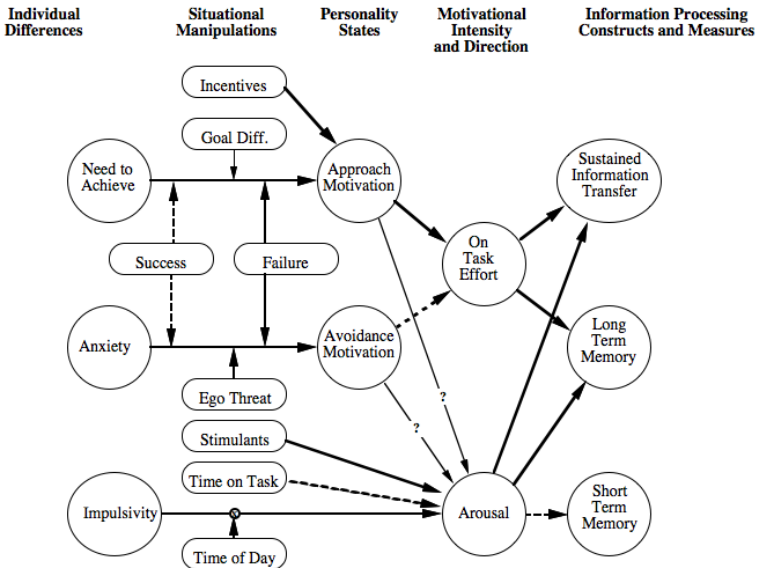 Individual
Differences
Situational
Manipulations
Personality
States
Motivational
Intensity
and Direction
Information Processing
Constructs and Measures
Incentives
Goal Diff.
Need to
Achieve
Approach
Motivation
Sustained
Information
Transfer
On
Task
Effort
Success
Failure
Anxiety
Avoidance
Motivation
Long
Term
Memory
Ego Threat
?
?
Stimulants
Time on Task
Impulsivity
x
Arousal
Short
Term
Memory
Time of Day